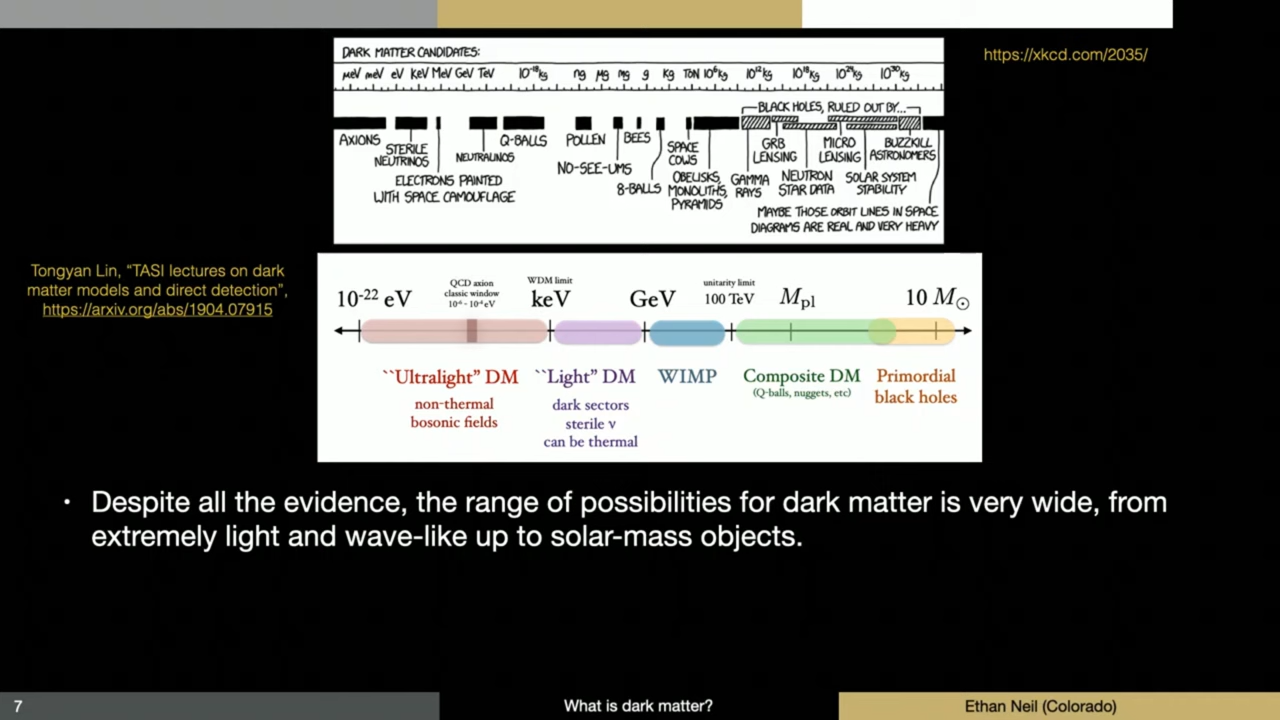 https://xkcd.com/2035/
DARK MATTER CANDIDATES:
μeV meV eV KeV MeV GeV TeV 10⁻¹⁸kg ng μg mg g kg TON 10⁶kg 10¹²kg 10¹⁸kg 10²⁴kg 10³⁰kg
BLACK HOLES, RULED OUT BY...
AXIONS
STERILE
NEUTRINOS
ELECTRONS PAINTED
WITH SPACE CAMOUFLAGE
NEUTRALINOS
Q-BALLS
POLLEN
NO-SEE-UMS
BEES
8-BALLS
SPACE
COWS
OBELISKS,
MONOLITHS,
PYRAMIDS
GAMMA
RAYS
GRB
LENSING
NEUTRON
STAR DATA
MICRO
LENSING
SOLAR SYSTEM
STABILITY
BUZZKILL
ASTRONOMERS
MAYBE THOSE ORBIT LINES IN SPACE
DIAGRAMS ARE REAL AND VERY HEAVY
Tongyan Lin, “TASI lectures on dark
matter models and direct detection”,
https://arxiv.org/abs/1904.07915
10⁻²² eV
QCD axion
classic window
10⁻⁶ - 10⁻⁴ eV
WDM limit
keV
GeV
unitarity limit
100 TeV
Mpl
10 M☉
``Ultralight” DM
non-thermal
bosonic fields
``Light” DM
dark sectors
sterile ν
can be thermal
WIMP
Composite DM
(Q-balls, nuggets, etc)
Primordial
black holes
• Despite all the evidence, the range of possibilities for dark matter is very wide, from
extremely light and wave-like up to solar-mass objects.
7
What is dark matter?
Ethan Neil (Colorado)